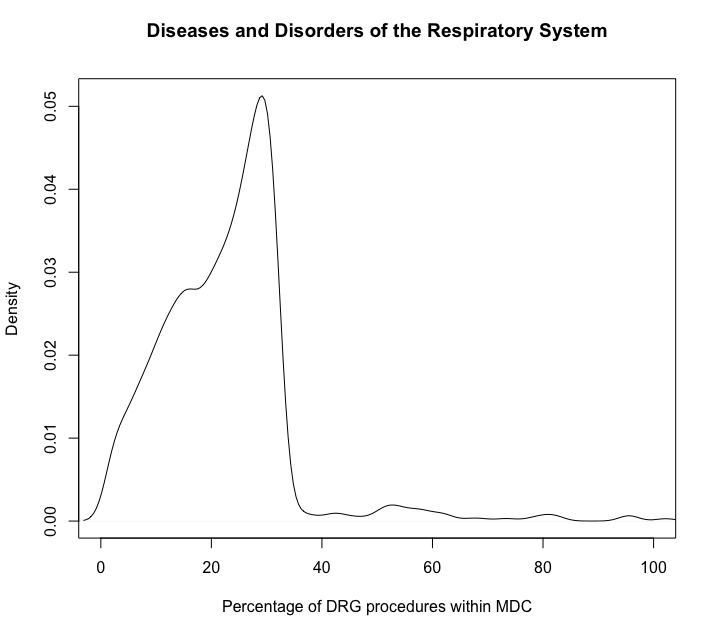 Diseases and Disorders of the Respiratory System
Density
0.05
0.04
0.03
0.02
0.01
0.00
0 20 40 60 80 100
Percentage of DRG procedures within MDC